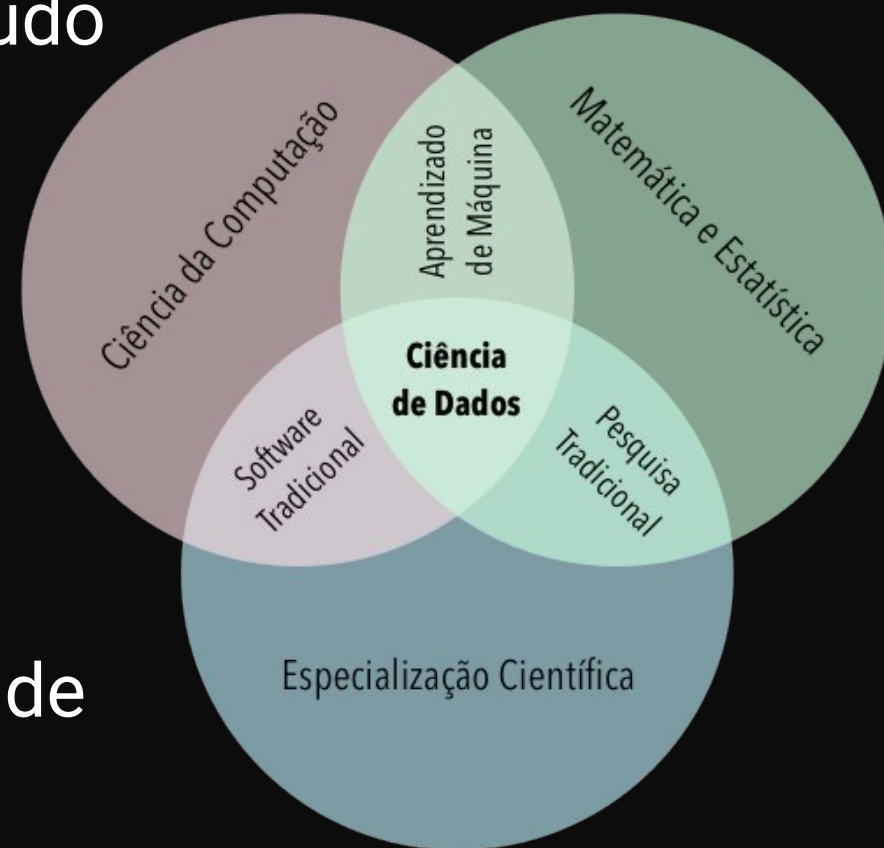 udo
Ciência da Computação
Aprendizado
de Máquina
Matemática e Estatística
Ciência
de Dados
Software
Tradicional
Pesquisa
Tradicional
Especialização Científica
de